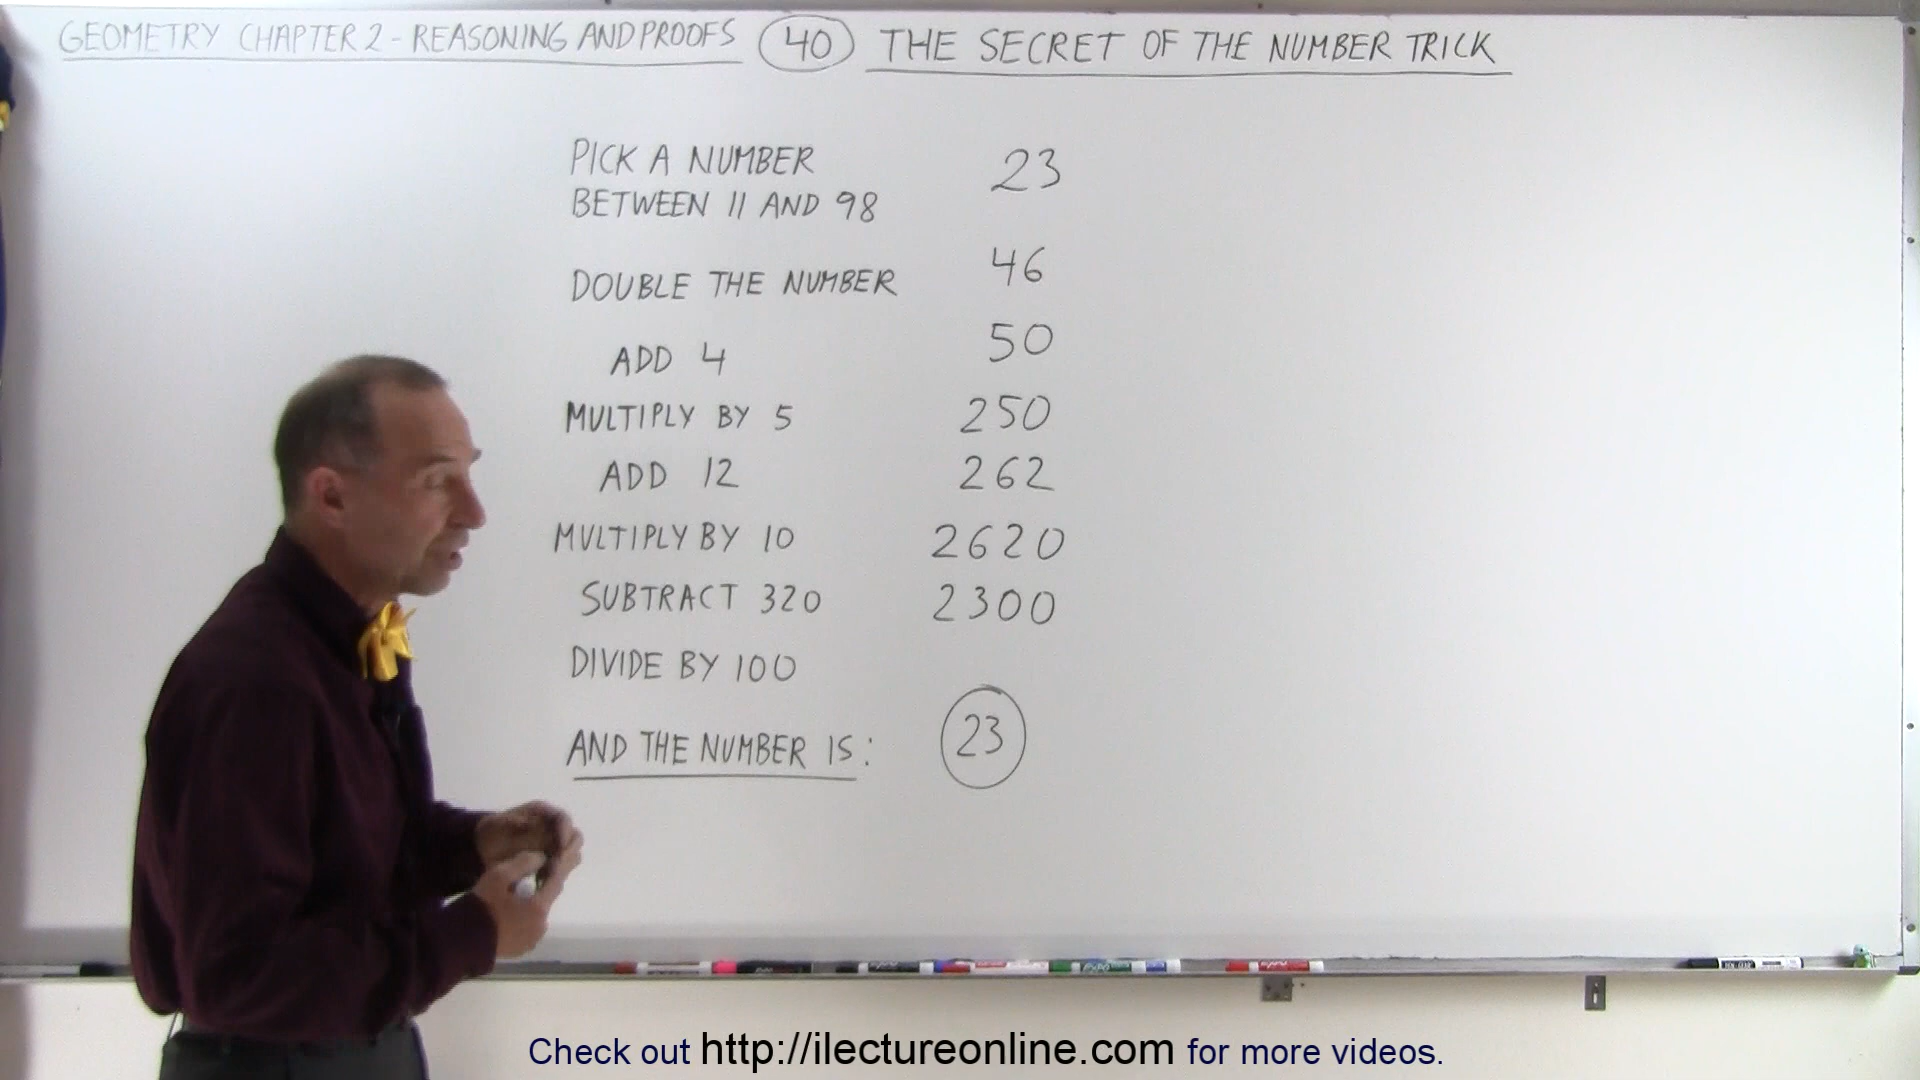 GEOMETRY CHAPTER 2 - REASONING AND PROOFS 40 THE SECRET OF THE NUMBER TRICK
PICK A NUMBER
BETWEEN 11 AND 98 23
DOUBLE THE NUMBER 46
ADD 4 50
MULTIPLY BY 5 250
ADD 12 262
MULTIPLY BY 10 2620
SUBTRACT 320 2300
DIVIDE BY 100
AND THE NUMBER IS: 23
EXPO
Check out http://ilectureonline.com for more videos.